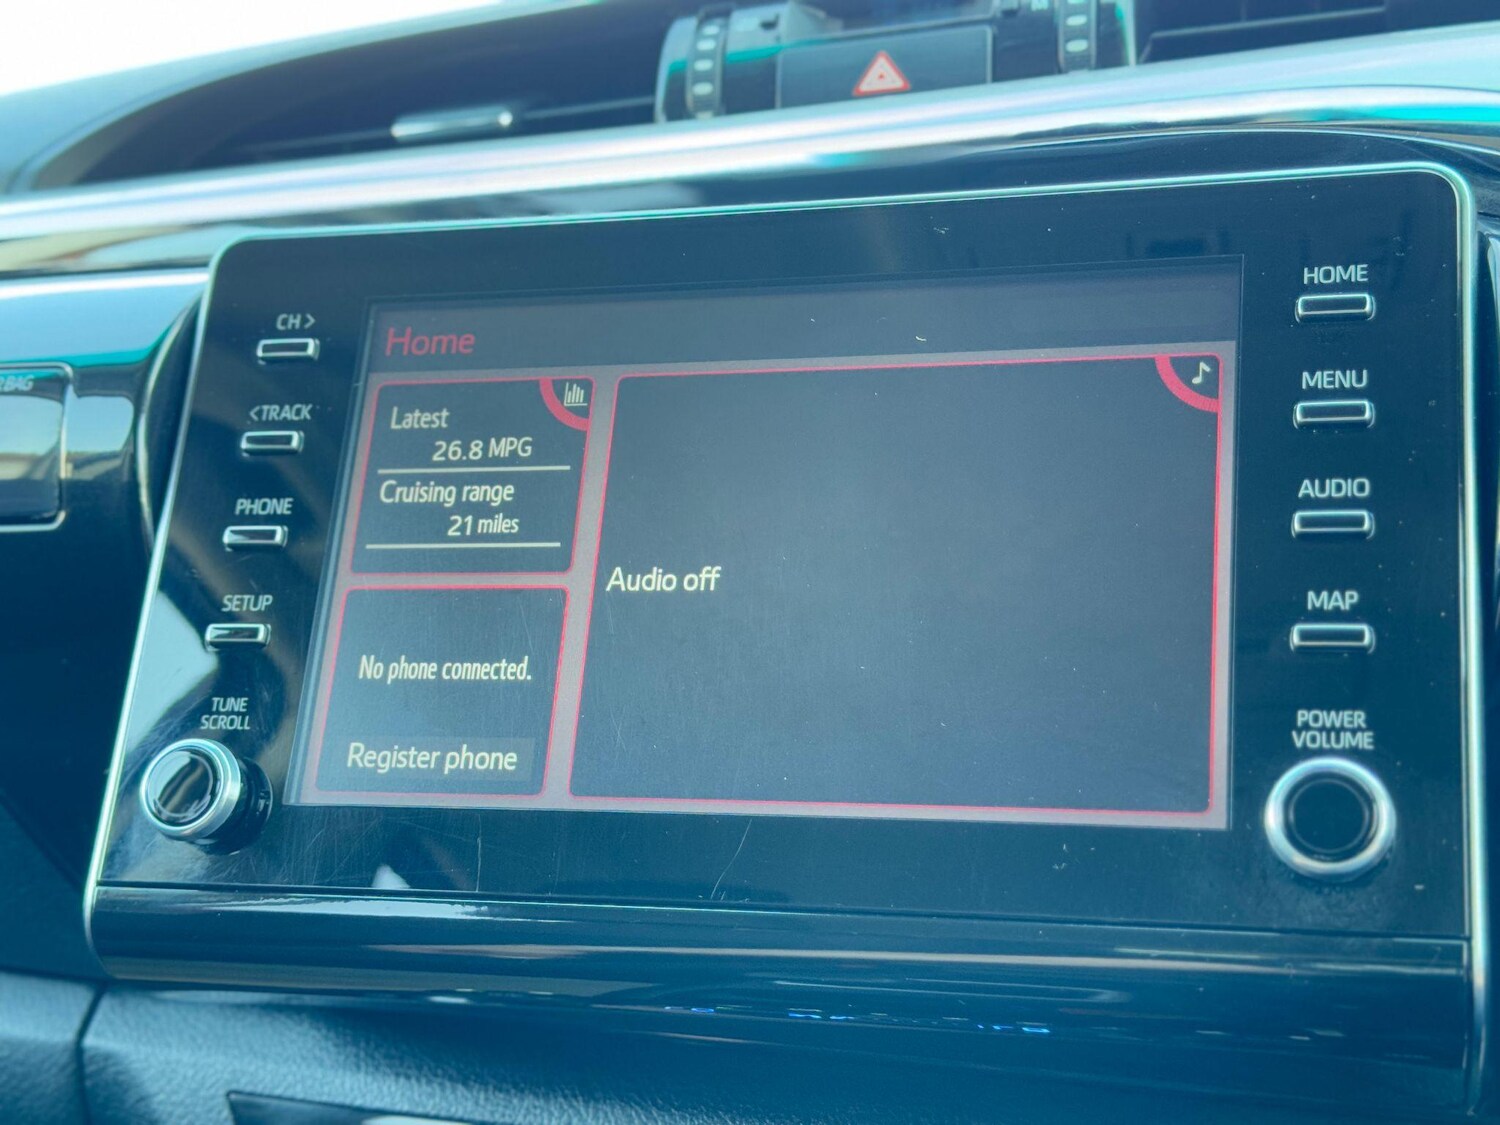 M
RBAG
CH >
< TRACK
PHONE
SETUP
TUNE
SCROLL
Home
Latest
26.8 MPG
Cruising range
21 miles
No phone connected.
Register phone
Audio off
HOME
MENU
AUDIO
MAP
POWER
VOLUME